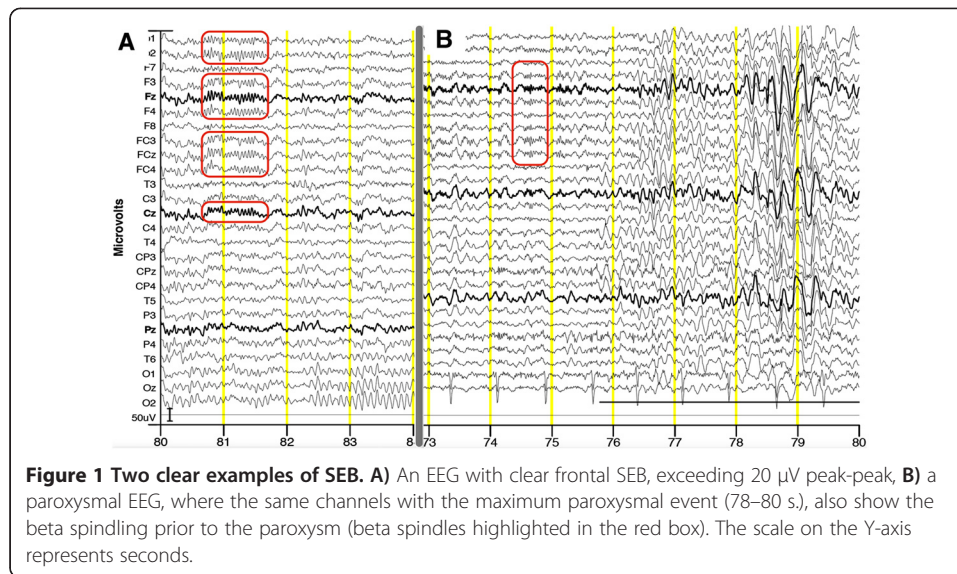 A
B
ı1
ı2
r7
F3
Fz
F4
F8
FC3
FCz
FC4
T3
C3
Cz
C4
T4
CP3
CPz
CP4
T5
P3
Pz
P4
T6
O1
Oz
O2
50uV
Microvolts
80 81 82 83 8 73 74 75 76 77 78 79 80
Figure 1 Two clear examples of SEB. A) An EEG with clear frontal SEB, exceeding 20 μV peak-peak, B) a
paroxysmal EEG, where the same channels with the maximum paroxysmal event (78–80 s.), also show the
beta spindling prior to the paroxysm (beta spindles highlighted in the red box). The scale on the Y-axis
represents seconds.